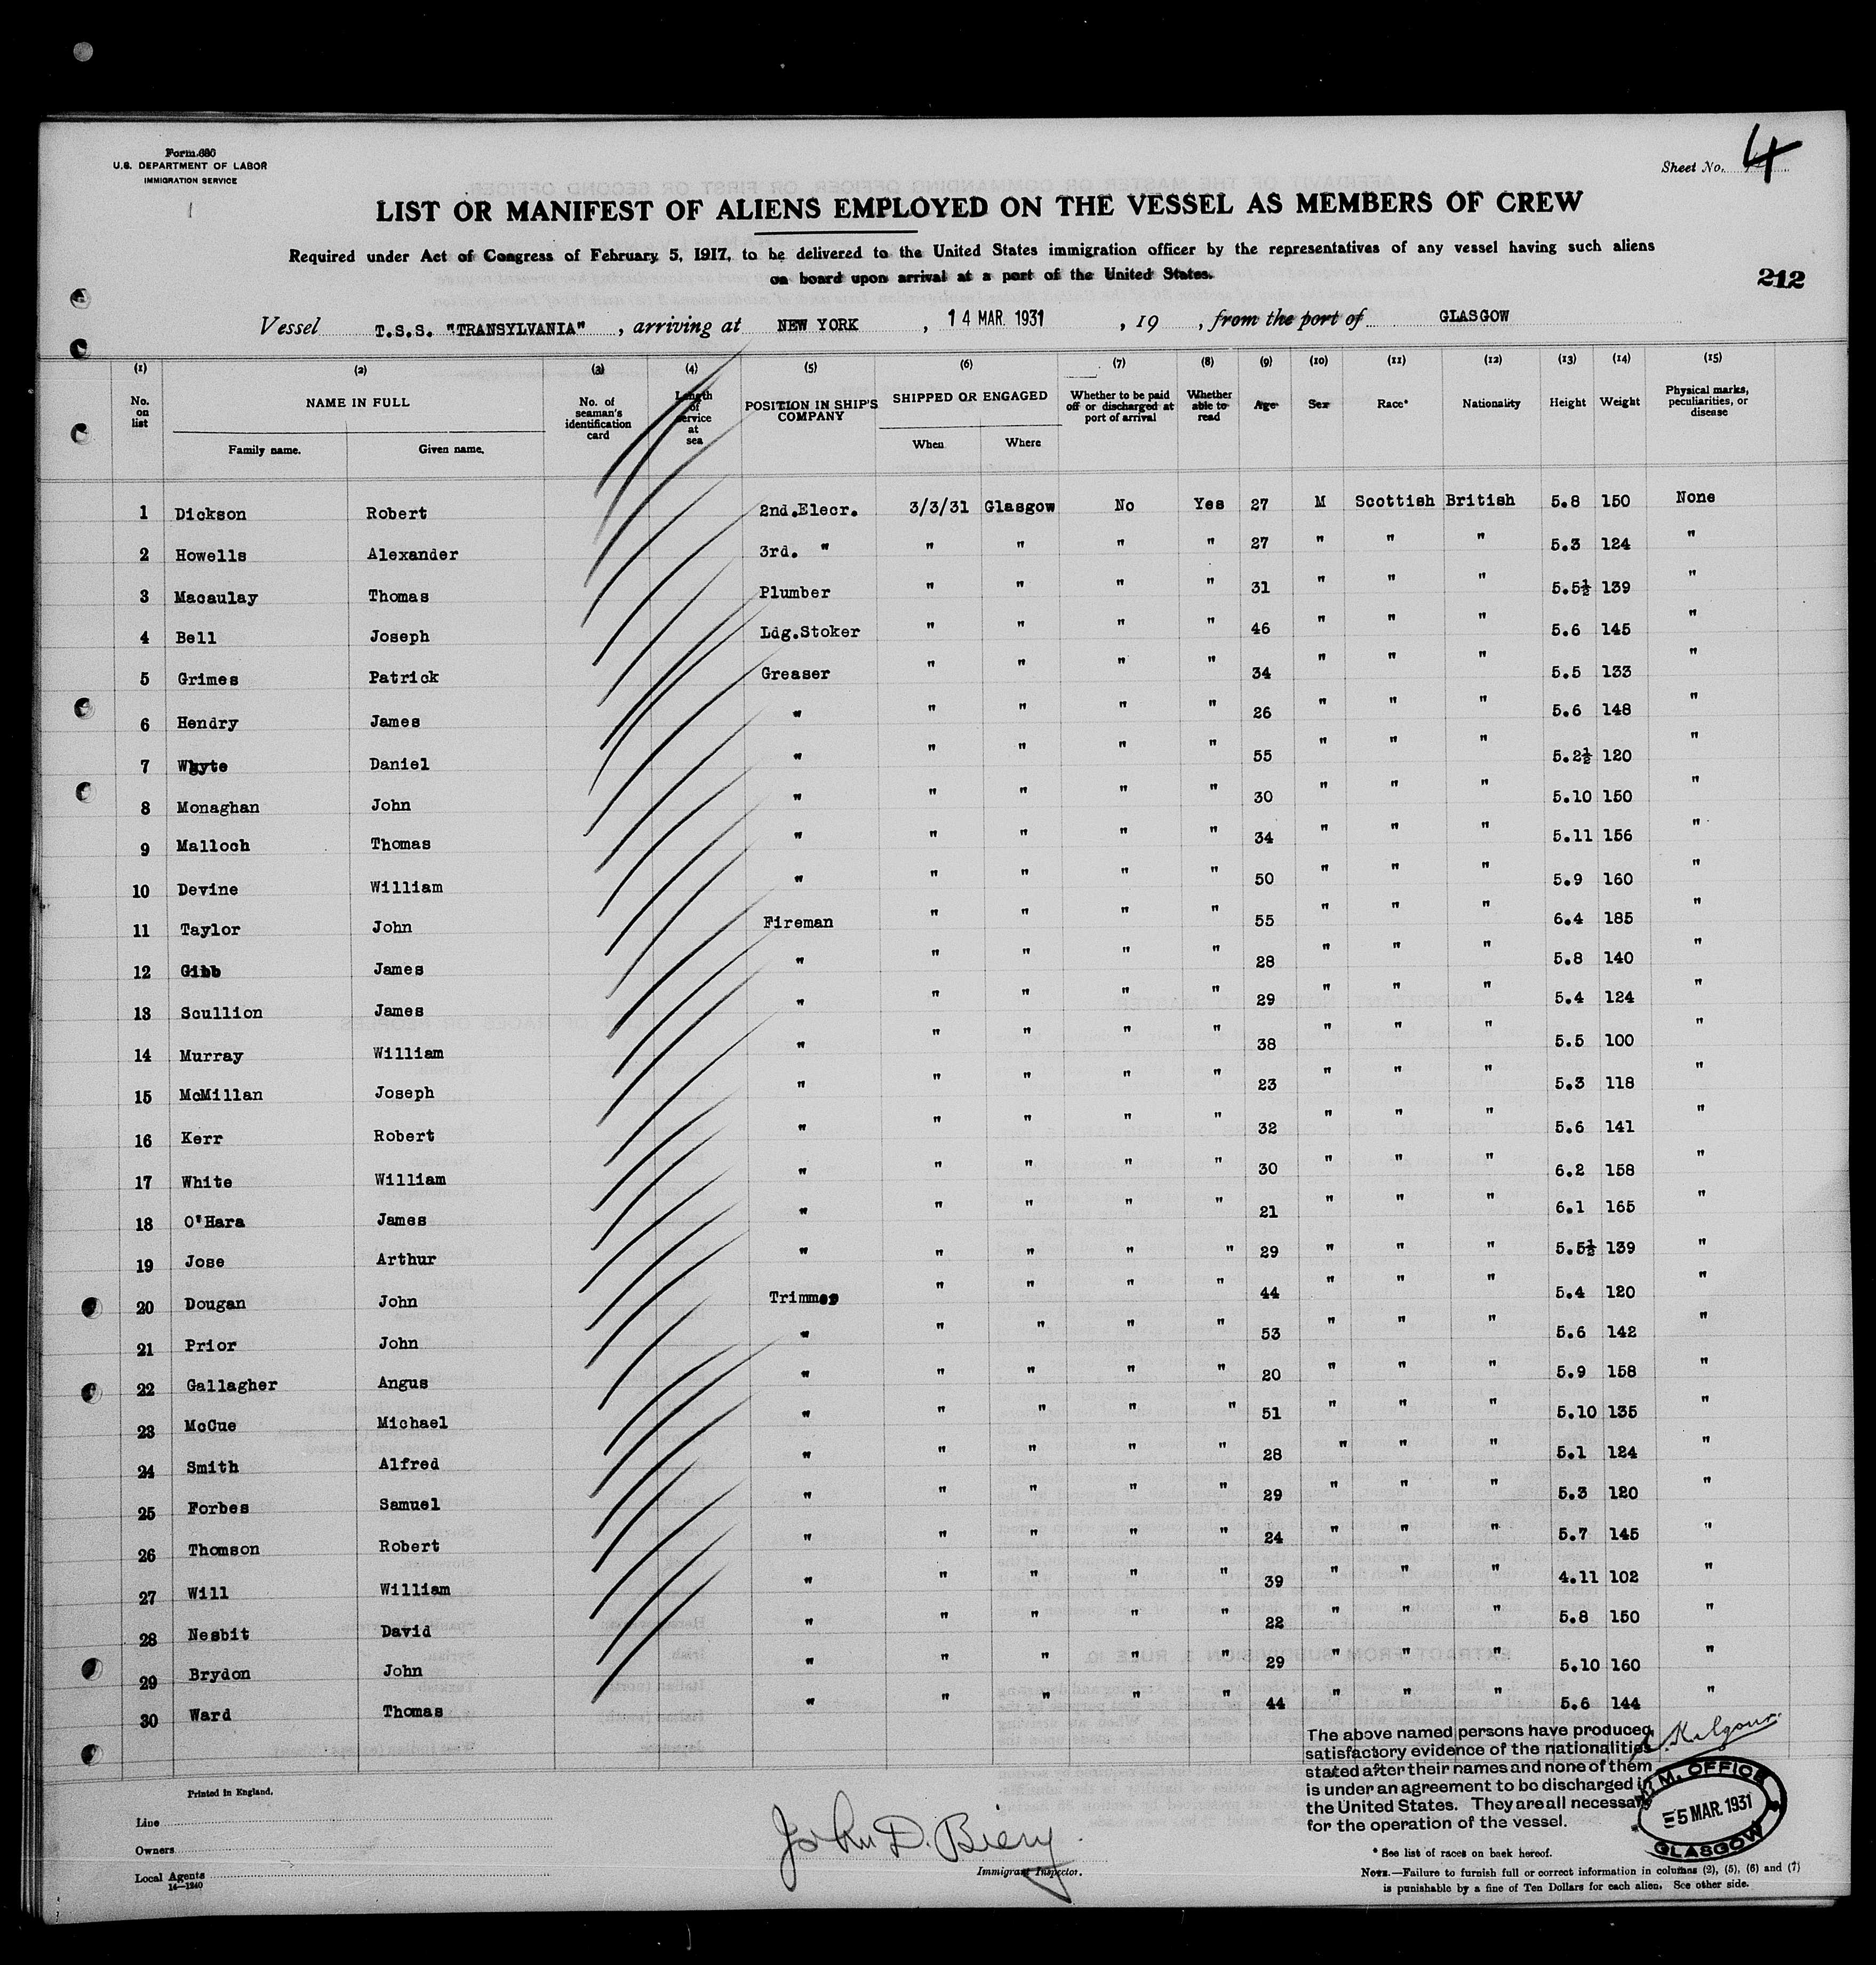 Form 680
U.S. DEPARTMENT OF LABOR
IMMIGRATION SERVICE
Sheet No. 4
LIST OR MANIFEST OF ALIENS EMPLOYED ON THE VESSEL AS MEMBERS OF CREW
Required under Act of Congress of February 5, 1917, to be delivered to the United States immigration officer by the representatives of any vessel having such aliens
on board upon arrival at a port of the United States.
212
Vessel T.S.S. "TRANSYLVANIA", arriving at NEW YORK, 14 MAR. 1931, 19 , from the port of GLASGOW
(1) (2) (3) (4) (5) (6) (7) (8) (9) (10) (11) (12) (13) (14) (15)
No. on list NAME IN FULL Family name. Given name. No. of seaman's identification card Length of service at sea POSITION IN SHIP'S COMPANY SHIPPED OR ENGAGED When Where Whether to be paid off or discharged at port of arrival Whether able to read Age Sex Race* Nationality Height Weight Physical marks, peculiarities, or disease
1 Dickson Robert 2nd.Elecr. 3/3/31 Glasgow No Yes 27 M Scottish British 5.8 150 None
2 Howells Alexander 3rd. " " " " " 27 " " " 5.3 124 "
3 Macaulay Thomas Plumber " " " " 31 " " " 5.5½ 139 "
4 Bell Joseph Ldg.Stoker " " " " 46 " " " 5.6 145 "
5 Grimes Patrick Greaser " " " " 34 " " " 5.5 133 "
6 Hendry James " " " " " 26 " " " 5.6 148 "
7 Whyte Daniel " " " " " 55 " " " 5.2½ 120 "
8 Monaghan John " " " " " 30 " " " 5.10 150 "
9 Malloch Thomas " " " " " 34 " " " 5.11 156 "
10 Devine William " " " " " 50 " " " 5.9 160 "
11 Taylor John Fireman " " " " 55 " " " 6.4 185 "
12 Gibb James " " " " " 28 " " " 5.8 140 "
13 Scullion James " " " " " 29 " " " 5.4 124 "
14 Murray William " " " " " 38 " " " 5.5 100 "
15 McMillan Joseph " " " " " 23 " " " 5.3 118 "
16 Kerr Robert " " " " " 32 " " " 5.6 141 "
17 White William " " " " " 30 " " " 6.2 158 "
18 O'Hara James " " " " " 21 " " " 6.1 165 "
19 Jose Arthur " " " " " 29 " " " 5.5½ 139 "
20 Dougan John Trimmer " " " " 44 " " " 5.4 120 "
21 Prior John " " " " " 53 " " " 5.6 142 "
22 Gallagher Angus " " " " " 20 " " " 5.9 158 "
23 McCue Michael " " " " " 51 " " " 5.10 135 "
24 Smith Alfred " " " " " 28 " " " 5.1 124 "
25 Forbes Samuel " " " " " 29 " " " 5.3 120 "
26 Thomson Robert " " " " " 24 " " " 5.7 145 "
27 Will William " " " " " 39 " " " 4.11 102 "
28 Nesbit David " " " " " 22 " " " 5.8 150 "
29 Brydon John " " " " " 29 " " " 5.10 160 "
30 Ward Thomas " " " " " 44 " " " 5.6 144 "
The above named persons have produced
satisfactory evidence of the nationalities
stated after their names and none of them
is under an agreement to be discharged in
the United States. They are all necessary
for the operation of the vessel.
Kilgour
M. OFFICE
5 MAR. 1931
GLASGOW
Printed in England.
Line
Owners
Local Agents
14—1240
John D. Biery
Immigrant Inspector.
* See list of races on back hereof.
NOTE.—Failure to furnish full or correct information in columns (2), (5), (6) and (7)
is punishable by a fine of Ten Dollars for each alien. See other side.